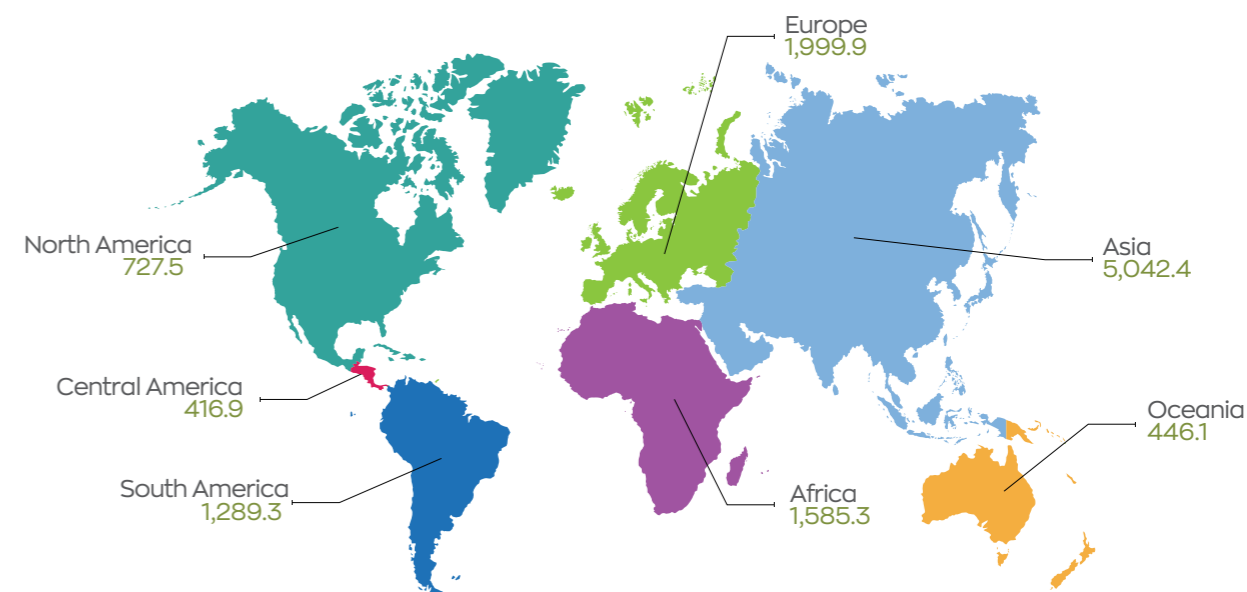 Europe
1,999.9
North America
727.5
Asia
5,042.4
Central America
416.9
Oceania
446.1
South America
1,289.3
Africa
1,585.3